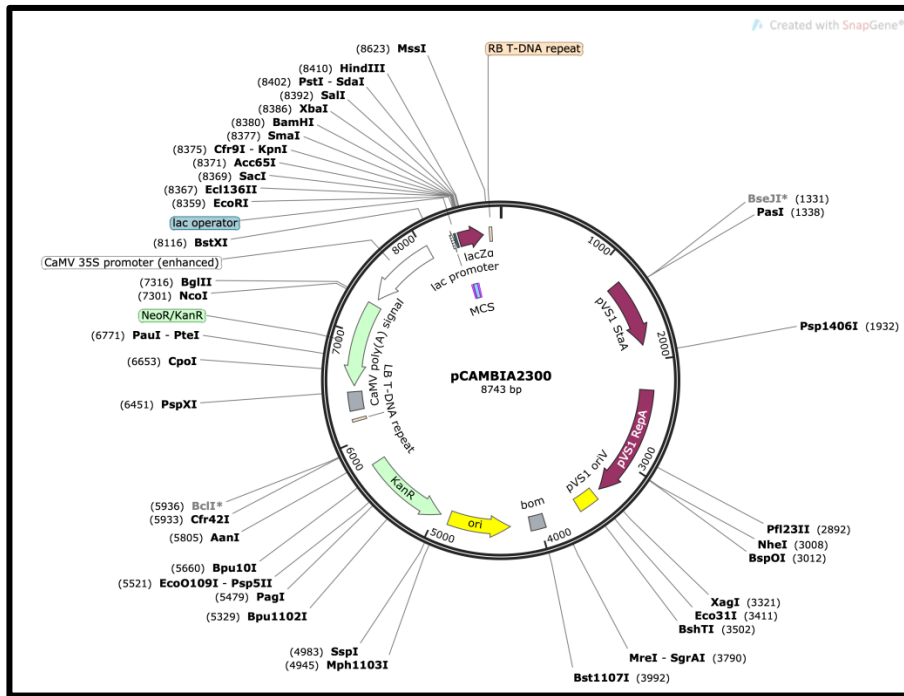 Created with SnapGene®
(8623) MssI
RB T-DNA repeat
(8410) HindIII
(8402) PstI - SdaI
(8392) SalI
(8386) XbaI
(8380) BamHI
(8377) SmaI
(8375) Cfr9I - KpnI
(8371) Acc65I
(8369) SacI
(8367) Ecl136II
(8359) EcoRI
lac operator
(8116) BstXI
CaMV 35S promoter (enhanced)
(7316) BglII
(7301) NcoI
NeoR/KanR
(6771) PauI - PteI
(6653) CpoI
(6451) PspXI
(5936) BclI*
(5933) Cfr42I
(5805) AanI
(5660) Bpu10I
(5521) EcoO109I - Psp5II
(5479) PagI
(5329) Bpu1102I
(4983) SspI
(4945) Mph1103I
BseJI* (1331)
PasI (1338)
Psp1406I (1932)
Pfl23II (2892)
NheI (3008)
BspOI (3012)
XagI (3321)
Eco31I (3411)
BshTI (3502)
MreI - SgrAI (3790)
Bst1107I (3992)
1000
2000
3000
4000
5000
6000
7000
8000
lacZα
lac promoter
MCS
pVS1 StaA
pVS1 RepA
pVS1 oriV
bom
ori
KanR
LB T-DNA repeat
CaMV poly(A) signal
pCAMBIA2300
8743 bp